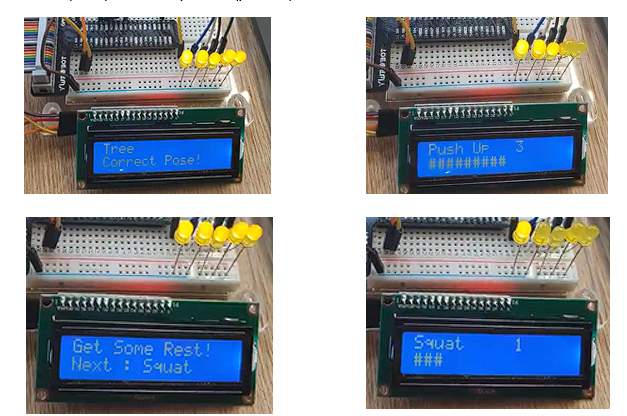 Tree
Correct Pose!
Push Up 3
#########
Get Some Rest!
Next : Squat
Squat 1
###